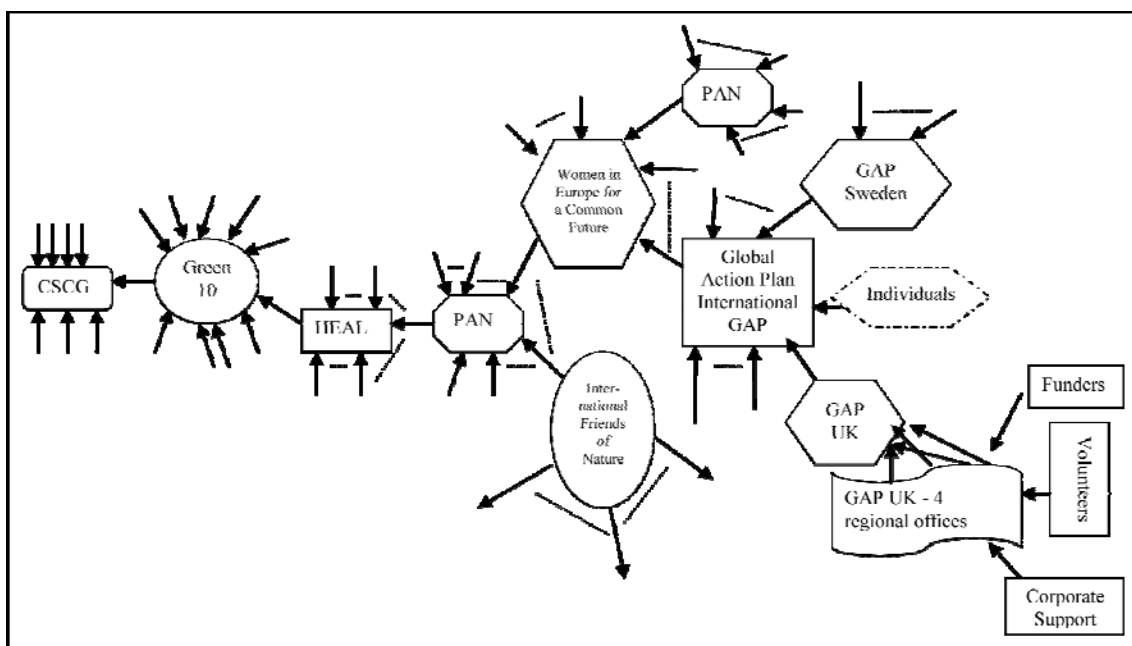 PAN
GAP
Sweden
Women in
Europe for
a Common
Future
Global
Action Plan
International
GAP
Individuals
Green
10
CSCG
HEAL
PAN
Inter-
national
Friends
of
Nature
GAP
UK
Funders
Volunteers
GAP UK - 4
regional offices
Corporate
Support